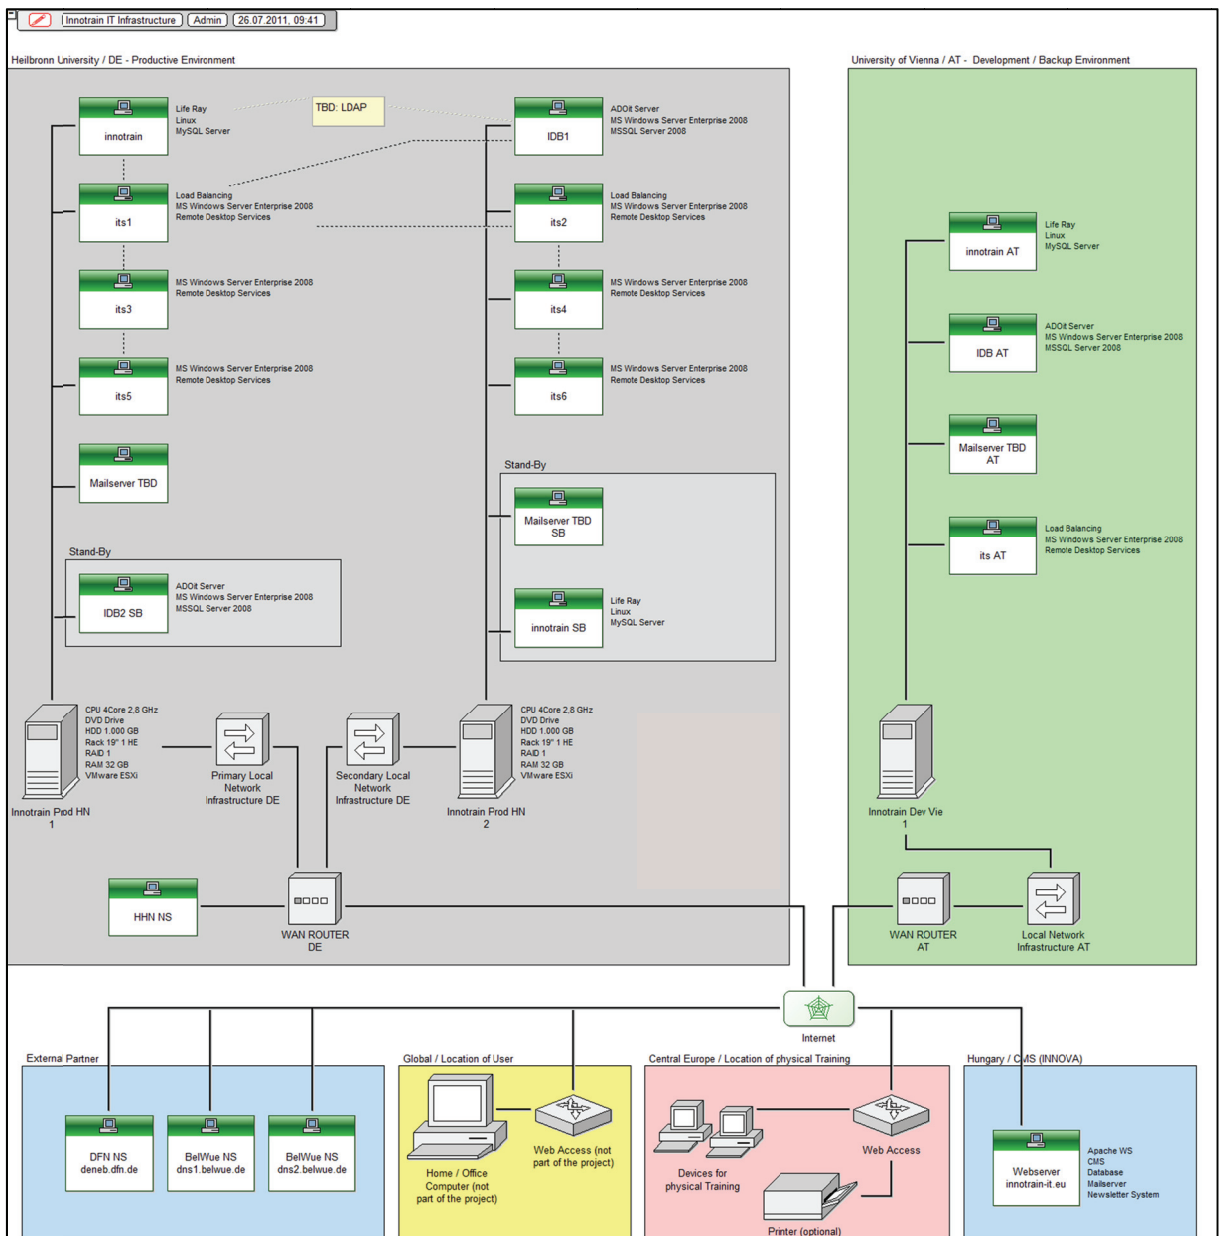 Innotrain IT Infrastructure Admin 26.07.2011, 09:41
Heilbronn University / DE - Productive Environment
University of Vienna / AT - Development / Backup Environment
innotrain
Life Ray
Linux
MySQL Server
TBD: LDAP
IDB1
ADOit Server
MS Windows Server Enterprise 2008
MSSQL Server 2008
its1
Load Balancing
MS Windows Server Enterprise 2008
Remote Desktop Services
its2
Load Balancing
MS Windows Server Enterprise 2008
Remote Desktop Services
its3
MS Windows Server Enterprise 2008
Remote Desktop Services
its4
MS Windows Server Enterprise 2008
Remote Desktop Services
its5
MS Windows Server Enterprise 2008
Remote Desktop Services
its6
MS Windows Server Enterprise 2008
Remote Desktop Services
Mailserver TBD
Stand-By
Mailserver TBD
SB
innotrain SB
Life Ray
Linux
MySQL Server
Stand-By
IDB2 SB
ADOit Server
MS Windows Server Enterprise 2008
MSSQL Server 2008
innotrain AT
Life Ray
Linux
MySQL Server
IDB AT
ADOit Server
MS Windows Server Enterprise 2008
MSSQL Server 2008
Mailserver TBD
AT
its AT
Load Balancing
MS Windows Server Enterprise 2008
Remote Desktop Services
CPU 4Core 2,8 GHz
DVD Drive
HDD 1.000 GB
Rack 19" 1 HE
RAID 1
RAM 32 GB
VMware ESXi
Innotrain Prod HN
1
Primary Local
Network
Infrastructure DE
Secondary Local
Network
Infrastructure DE
CPU 4Core 2,8 GHz
DVD Drive
HDD 1.000 GB
Rack 19" 1 HE
RAID 1
RAM 32 GB
VMware ESXi
Innotrain Prod HN
2
Innotrain Dev Vie
1
HHN NS
WAN ROUTER
DE
WAN ROUTER
AT
Local Network
Infrastructure AT
Internet
External Partner
DFN NS
deneb.dfn.de
BelWue NS
dns1.belwue.de
BelWue NS
dns2.belwue.de
Global / Location of User
Home / Office
Computer (not
part of the project)
Web Access (not
part of the project)
Central Europe / Location of physical Training
Devices for
physical Training
Web Access
Printer (optional)
Hungary / CMS (INNOVA)
Webserver
innotrain-it.eu
Apache WS
CMS
Database
Mailserver
Newsletter System